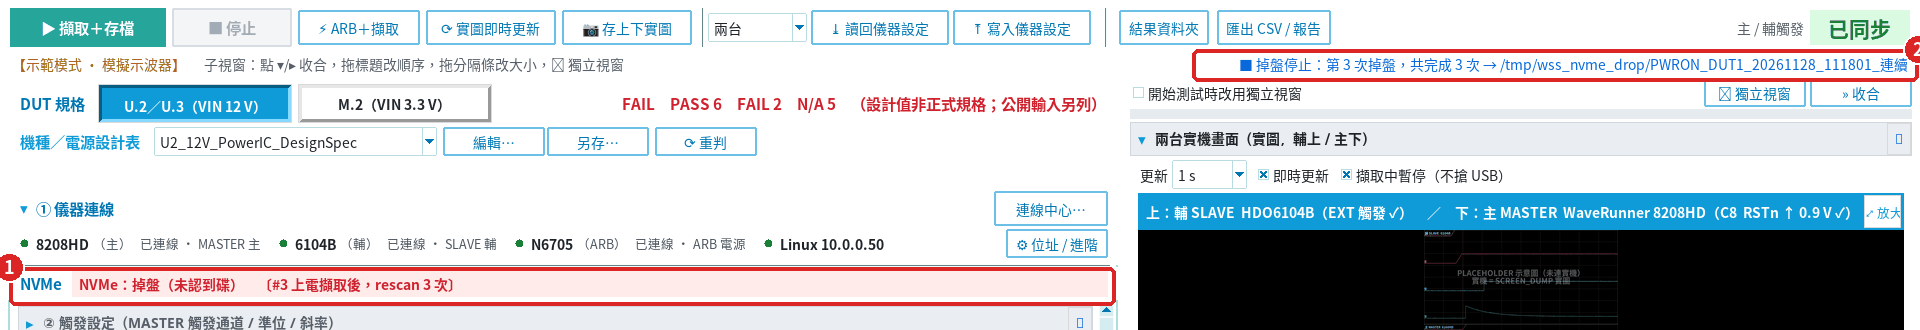 ▶ 擷取＋存檔
■ 停止
⚡ ARB＋擷取
⟳ 實圖即時更新
📷 存上下實圖
兩台
⤓ 讀回儀器設定
⤒ 寫入儀器設定
結果資料夾
匯出 CSV / 報告
主 / 輔觸發
已同步
【示範模式 · 模擬示波器】
子視窗：點 ▾/▸ 收合，拖標題改順序，拖分隔條改大小，獨立視窗
■ 掉盤停止：第 3 次掉盤，共完成 3 次 → /tmp/wss_nvme_drop/PWRON_DUT1_20261128_111801_連續
2
DUT 規格
U.2／U.3（VIN 12 V）
M.2（VIN 3.3 V）
FAIL PASS 6 FAIL 2 N/A 5 （設計值非正式規格；公開輸入另列）
開始測試時改用獨立視窗
獨立視窗
» 收合
機種／電源設計表
U2_12V_PowerIC_DesignSpec
編輯…
另存…
⟳ 重判
▼ 兩台實機畫面（實圖，輔上 / 主下）
更新
1 s
即時更新
擷取中暫停（不搶 USB）
▼ ① 儀器連線
連線中心…
上：輔 SLAVE HDO6104B（EXT 觸發 ✓） ／ 下：主 MASTER WaveRunner 8208HD（C8 RSTn ↑ 0.9 V ✓）
⤢ 放大
● 8208HD （主） 已連線 · MASTER 主
● 6104B （輔） 已連線 · SLAVE 輔
● N6705 （ARB） 已連線 · ARB 電源
● Linux 10.0.0.50
⚙ 位址 / 進階
1
NVMe
NVMe：掉盤（未認到碟） 〔#3 上電擷取後，rescan 3 次〕
PLACEHOLDER 示意圖（未連實機）
實機＝SCREEN_DUMP 實圖
▶ ② 觸發設定（MASTER 觸發通道 / 準位 / 斜率）